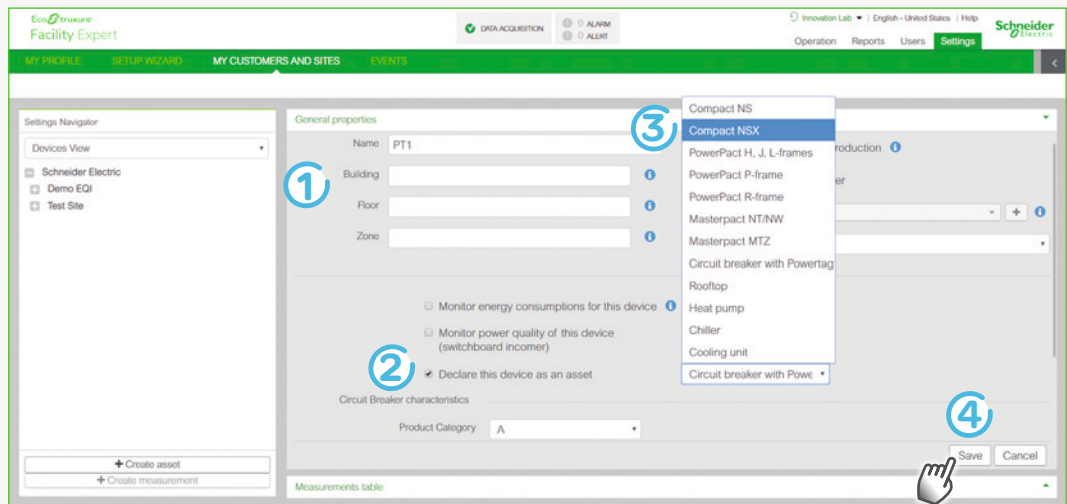 EcoStruxure
Facility Expert
DATA ACQUISITION
0 ALARM
0 ALERT
Innovation Lab | English - United States | Help
Schneider
Electric
Operation Reports Users Settings
MY PROFILE SETUP WIZARD MY CUSTOMERS AND SITES EVENTS
Settings Navigator
Devices View
Schneider Electric
Demo EQI
Test Site
+ Create asset
+ Create measurement
General properties
Name PT1
1
Building
Floor
Zone
Monitor energy consumptions for this device
Monitor power quality of this device
(switchboard incomer)
2
Declare this device as an asset
Circuit Breaker characteristics
Product Category A
3
Compact NS
Compact NSX
PowerPact H, J, L-frames
PowerPact P-frame
PowerPact R-frame
Masterpact NT/NW
Masterpact MTZ
Circuit breaker with Powertag
Rooftop
Heat pump
Chiller
Cooling unit
Circuit breaker with Powe
roduction
er
+
4
Save Cancel
Measurements table